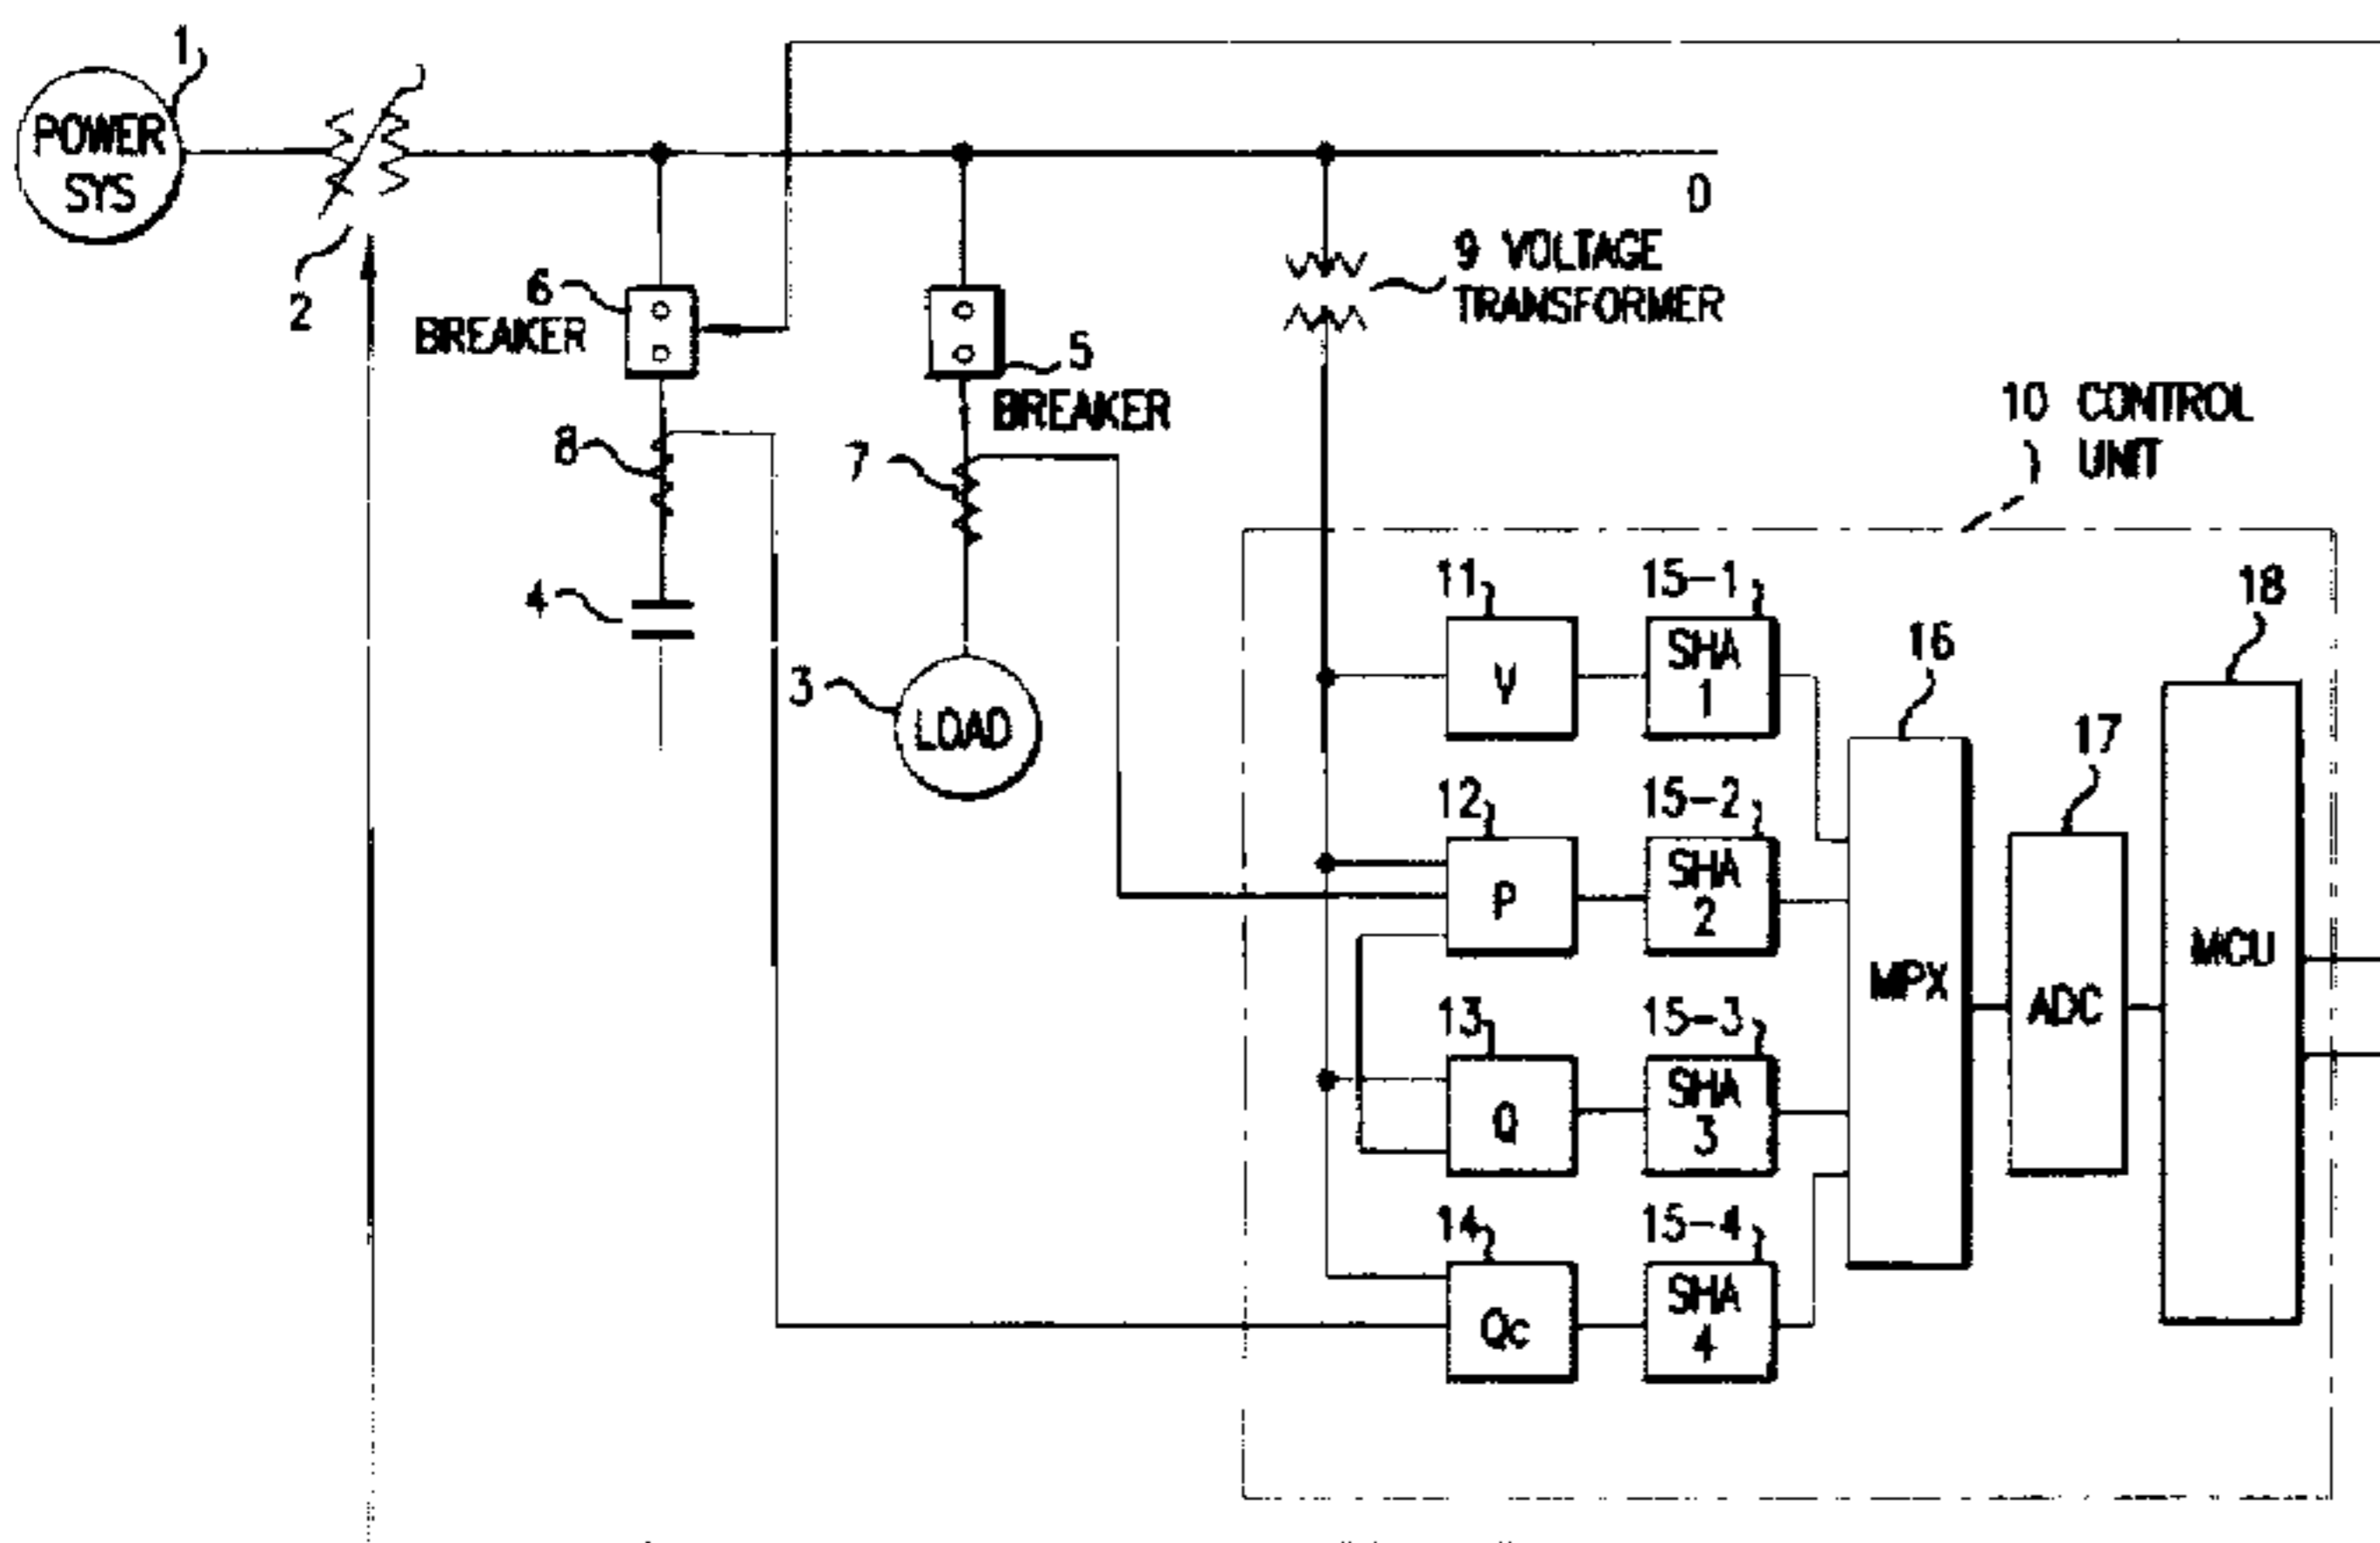 1
POWER
SYS
2
0
9 VOLTAGE
TRANSFORMER
6
BREAKER
5
BREAKER
8
7
10 CONTROL
UNIT
4
3
LOAD
11
V
15-1
SHA
1
16
MPX
17
ADC
18
MCU
12
P
15-2
SHA
2
13
Q
15-3
SHA
3
14
Qc
15-4
SHA
4